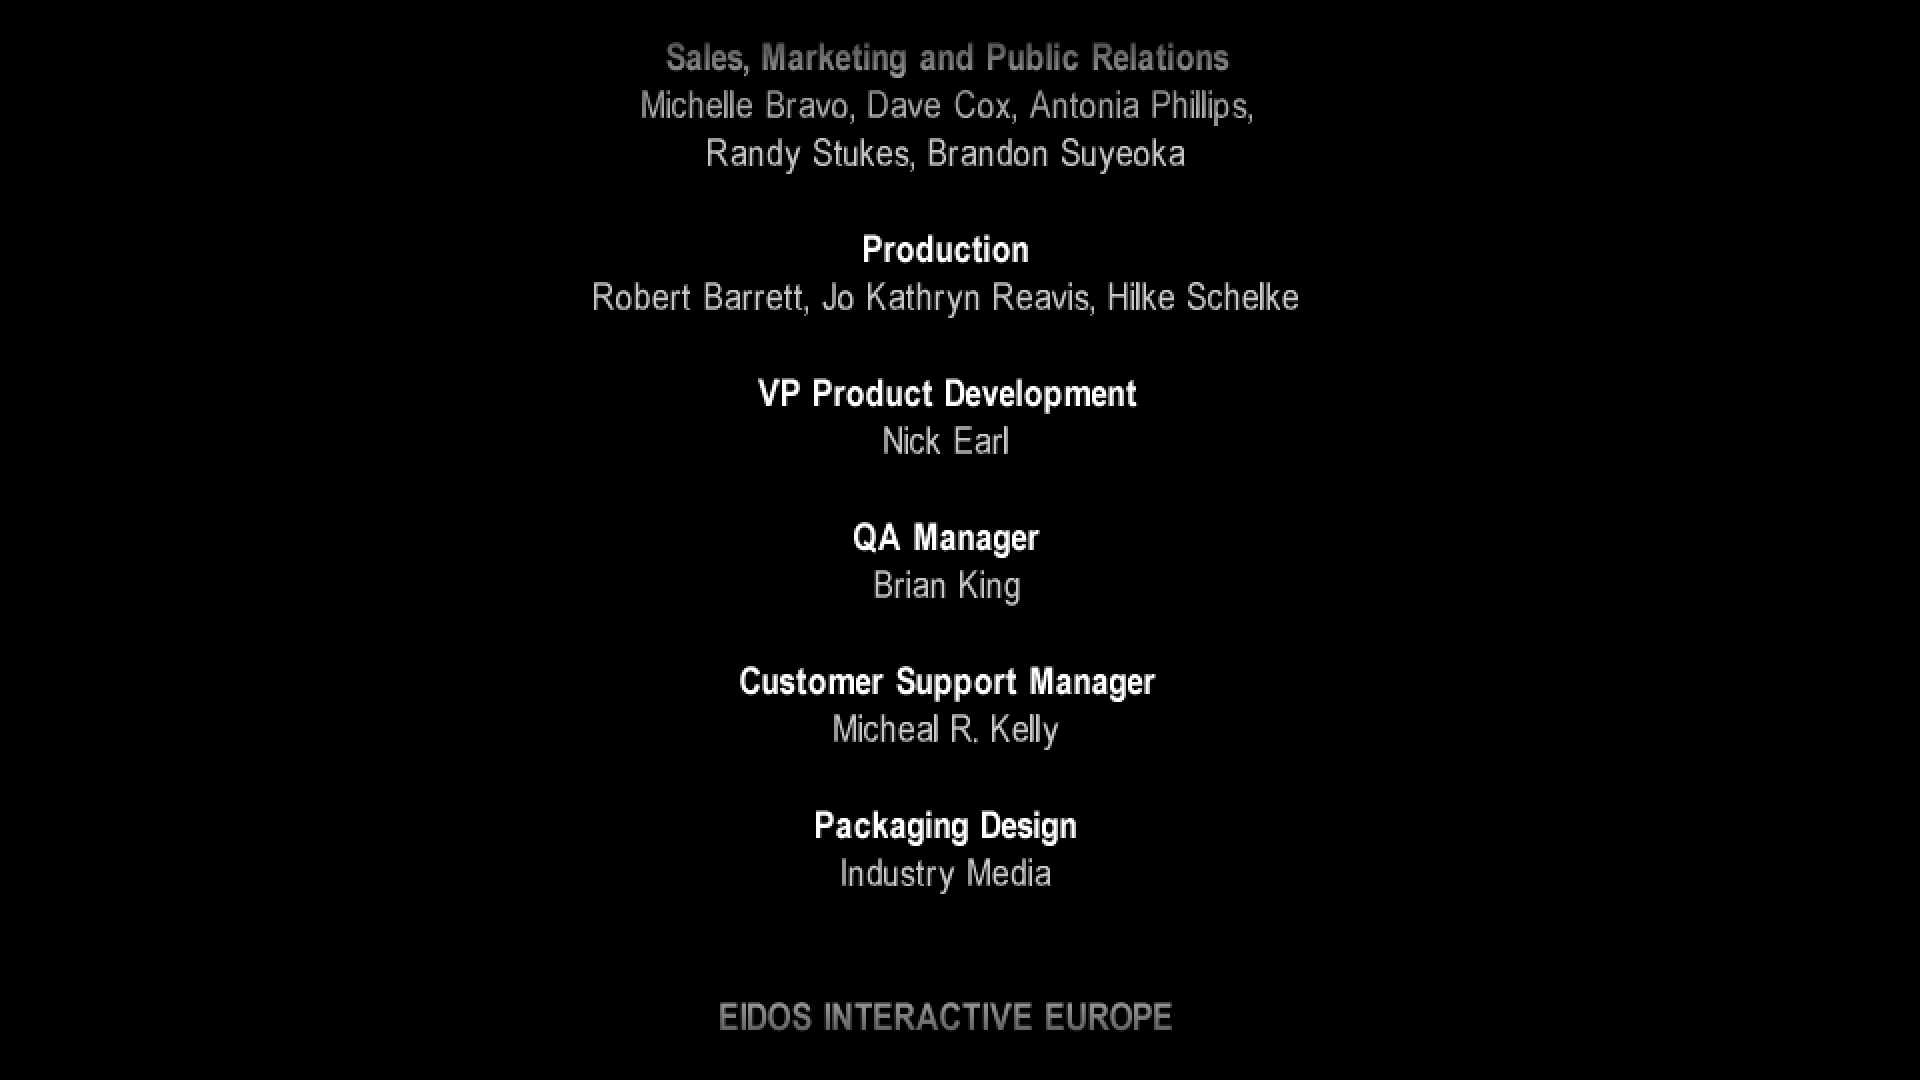 Sales, Marketing and Public Relations
Michelle Bravo, Dave Cox, Antonia Phillips,
Randy Stukes, Brandon Suyeoka
Production
Robert Barrett, Jo Kathryn Reavis, Hilke Schelke
VP Product Development
Nick Earl
QA Manager
Brian King
Customer Support Manager
Micheal R. Kelly
Packaging Design
Industry Media
EIDOS INTERACTIVE EUROPE